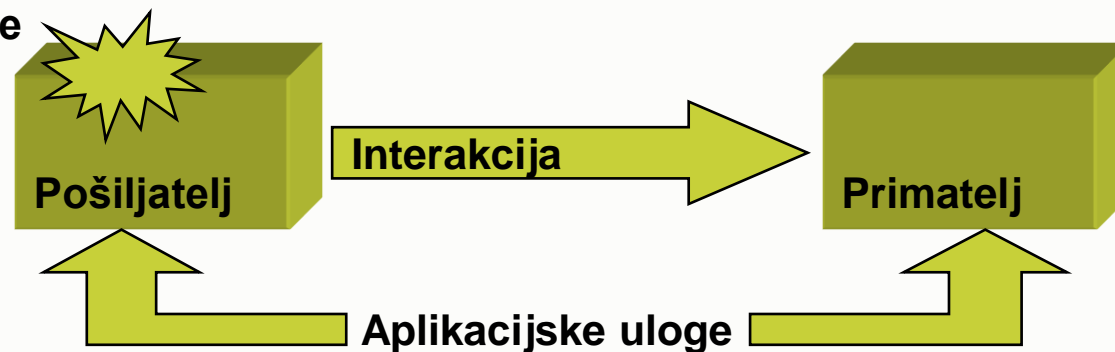 e
Interakcija
Pošiljatelj
Primatelj
Aplikacijske uloge